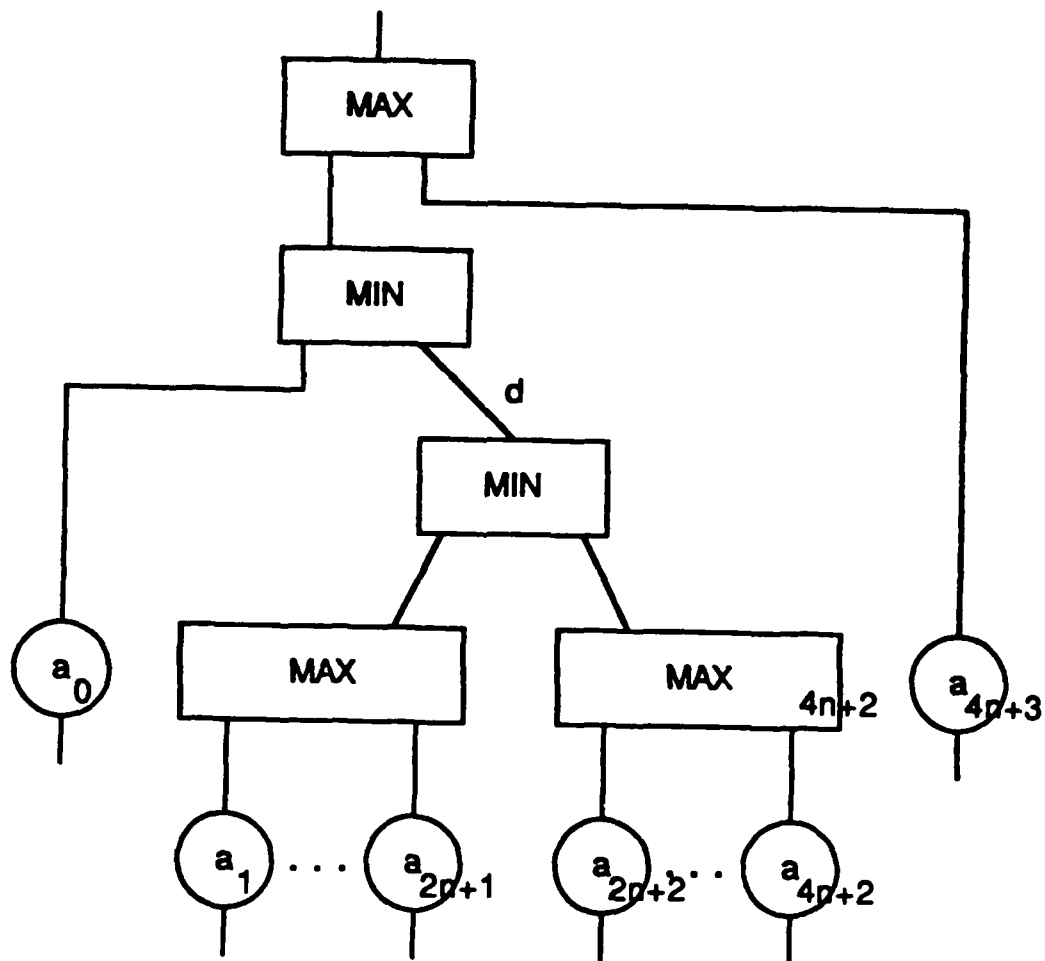 MAX
MIN
d
MIN
MAX
MAX
4n+2
a0
a4n+3
a1
. . .
a2n+1
a2n+2
. . .
a4n+2